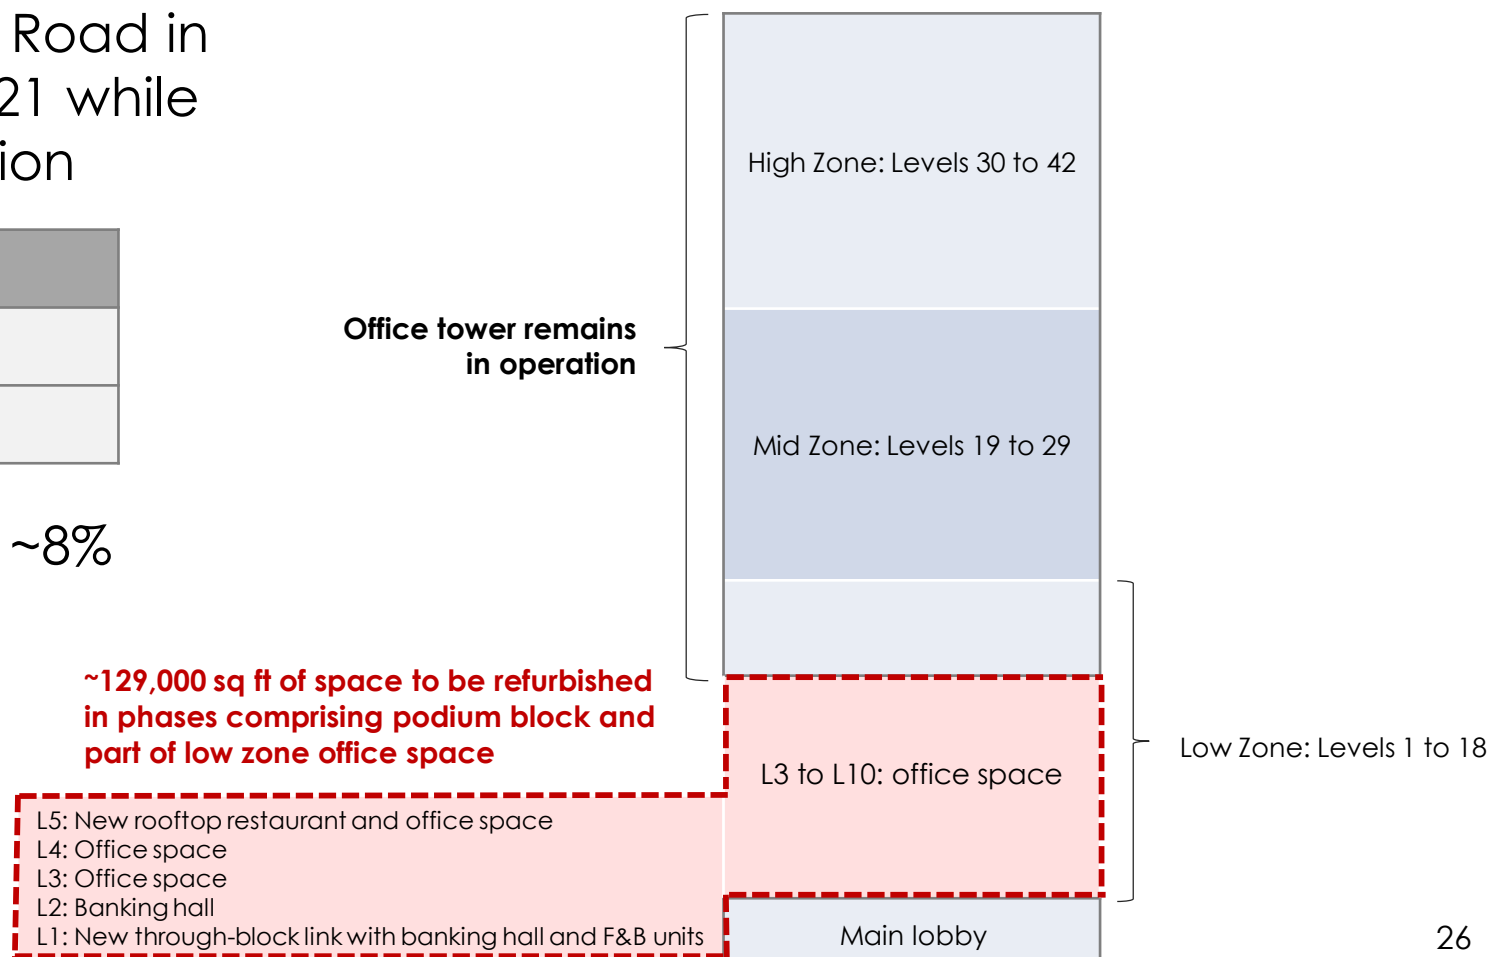 Road in
21 while
ion
~8%
High Zone: Levels 30 to 42
Office tower remains
in operation
Mid Zone: Levels 19 to 29
~129,000 sq ft of space to be refurbished
in phases comprising podium block and
part of low zone office space
L3 to L10: office space
Low Zone: Levels 1 to 18
L5: New rooftop restaurant and office space
L4: Office space
L3: Office space
L2: Banking hall
L1: New through-block link with banking hall and F&B units
Main lobby
26